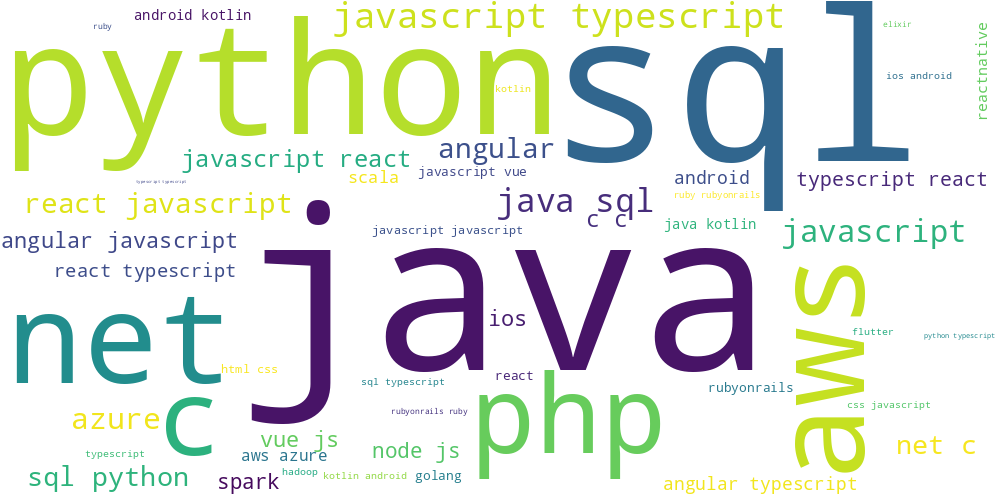 android kotlin
javascript typescript
ruby
python
sql
elixir
ios android
reactnative
kotlin
javascript react
angular
javascript vue
scala
typescript typescript
android
typescript react
ruby rubyonrails
react javascript
java sql
c c
java kotlin
javascript
angular javascript
javascript javascript
react typescript
java
net
ios
aws
flutter
python typescript
html css
sql typescript
react
rubyonrails
azure
c
rubyonrails ruby
php
css javascript
vue js
node js
net c
typescript
aws azure
sql python
spark
hadoop
kotlin android
golang
angular typescript